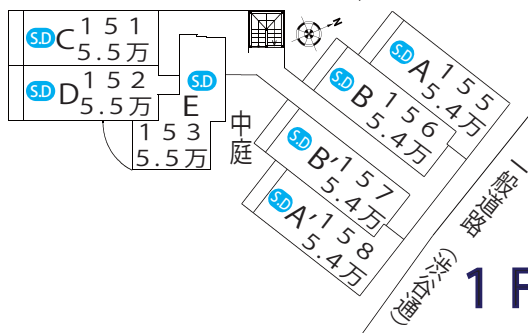 S.D C 151
5.5万
S.D D 152
5.5万
S.D
E
153
5.5万
中庭
N
S.D A 155
5.4万
S.D B 156
5.4万
S.D B' 157
5.4万
S.D A' 158
5.4万
一般道路
(渋谷通)
1F